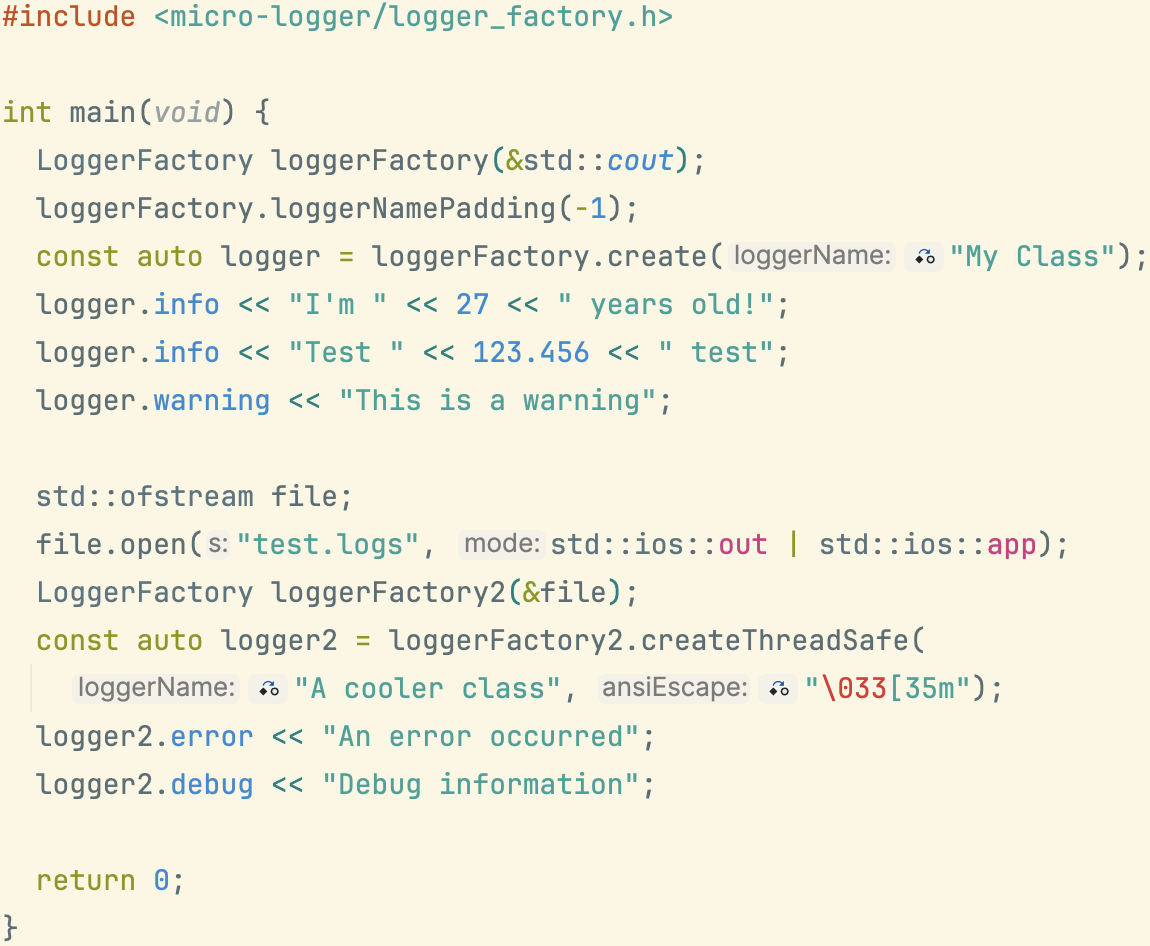 #include <micro-logger/logger_factory.h>
int main(void) {
LoggerFactory loggerFactory(&std::cout);
loggerFactory.loggerNamePadding(-1);
const auto logger = loggerFactory.create( loggerName: "My Class");
logger.info << "I'm " << 27 << " years old!";
logger.info << "Test " << 123.456 << " test";
logger.warning << "This is a warning";
std::ofstream file;
file.open( s: "test.logs", mode: std::ios::out | std::ios::app);
LoggerFactory loggerFactory2(&file);
const auto logger2 = loggerFactory2.createThreadSafe(
loggerName: "A cooler class", ansiEscape: "\033[35m");
logger2.error << "An error occurred";
logger2.debug << "Debug information";
return 0;
}